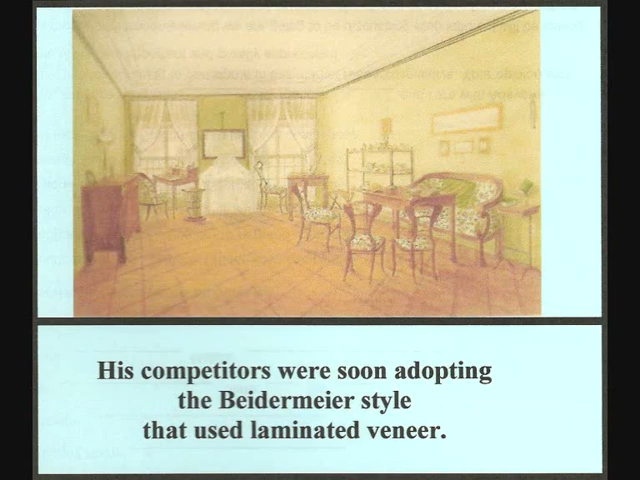 His competitors were soon adopting
the Beidermeier style
that used laminated veneer.